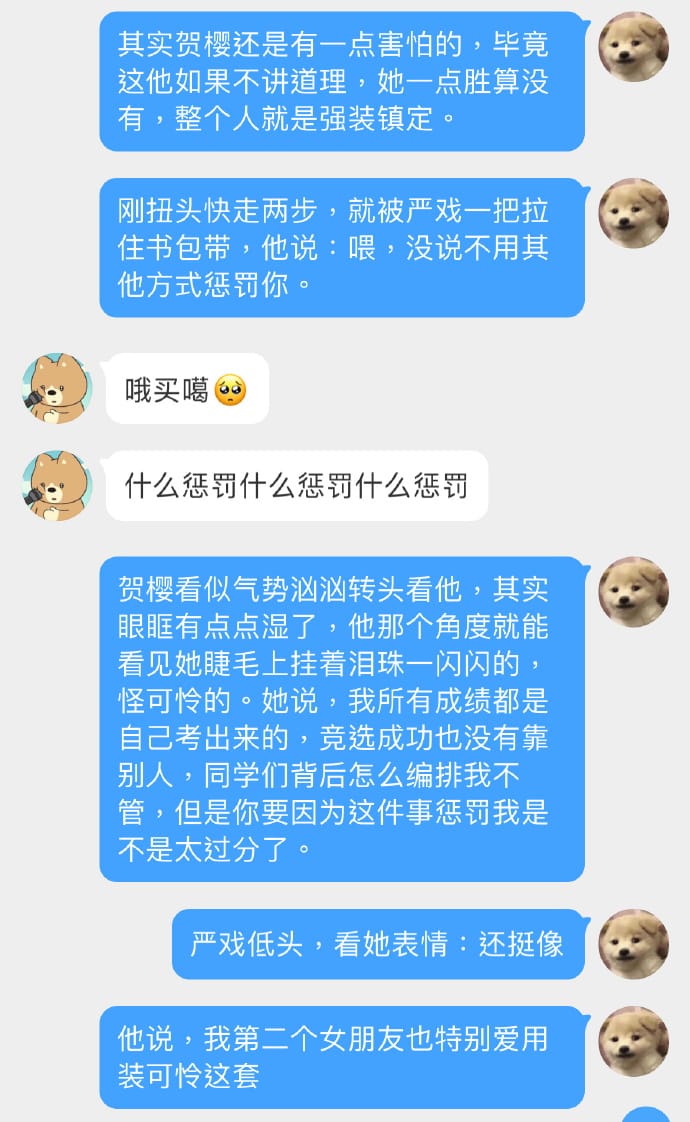 其实贺樱还是有一点害怕的，毕竟
这他如果不讲道理，她一点胜算没
有，整个人就是强装镇定。
刚扭头快走两步，就被严戏一把拉
住书包带，他说：喂，没说不用其
他方式惩罚你。
哦买噶🥺
什么惩罚什么惩罚什么惩罚
贺樱看似气势汹汹转头看他，其实
眼眶有点点湿了，他那个角度就能
看见她睫毛上挂着泪珠一闪闪的，
怪可怜的。她说，我所有成绩都是
自己考出来的，竞选成功也没有靠
别人，同学们背后怎么编排我不
管，但是你要因为这件事惩罚我是
不是太过分了。
严戏低头，看她表情：还挺像
他说，我第二个女朋友也特别爱用
装可怜这套